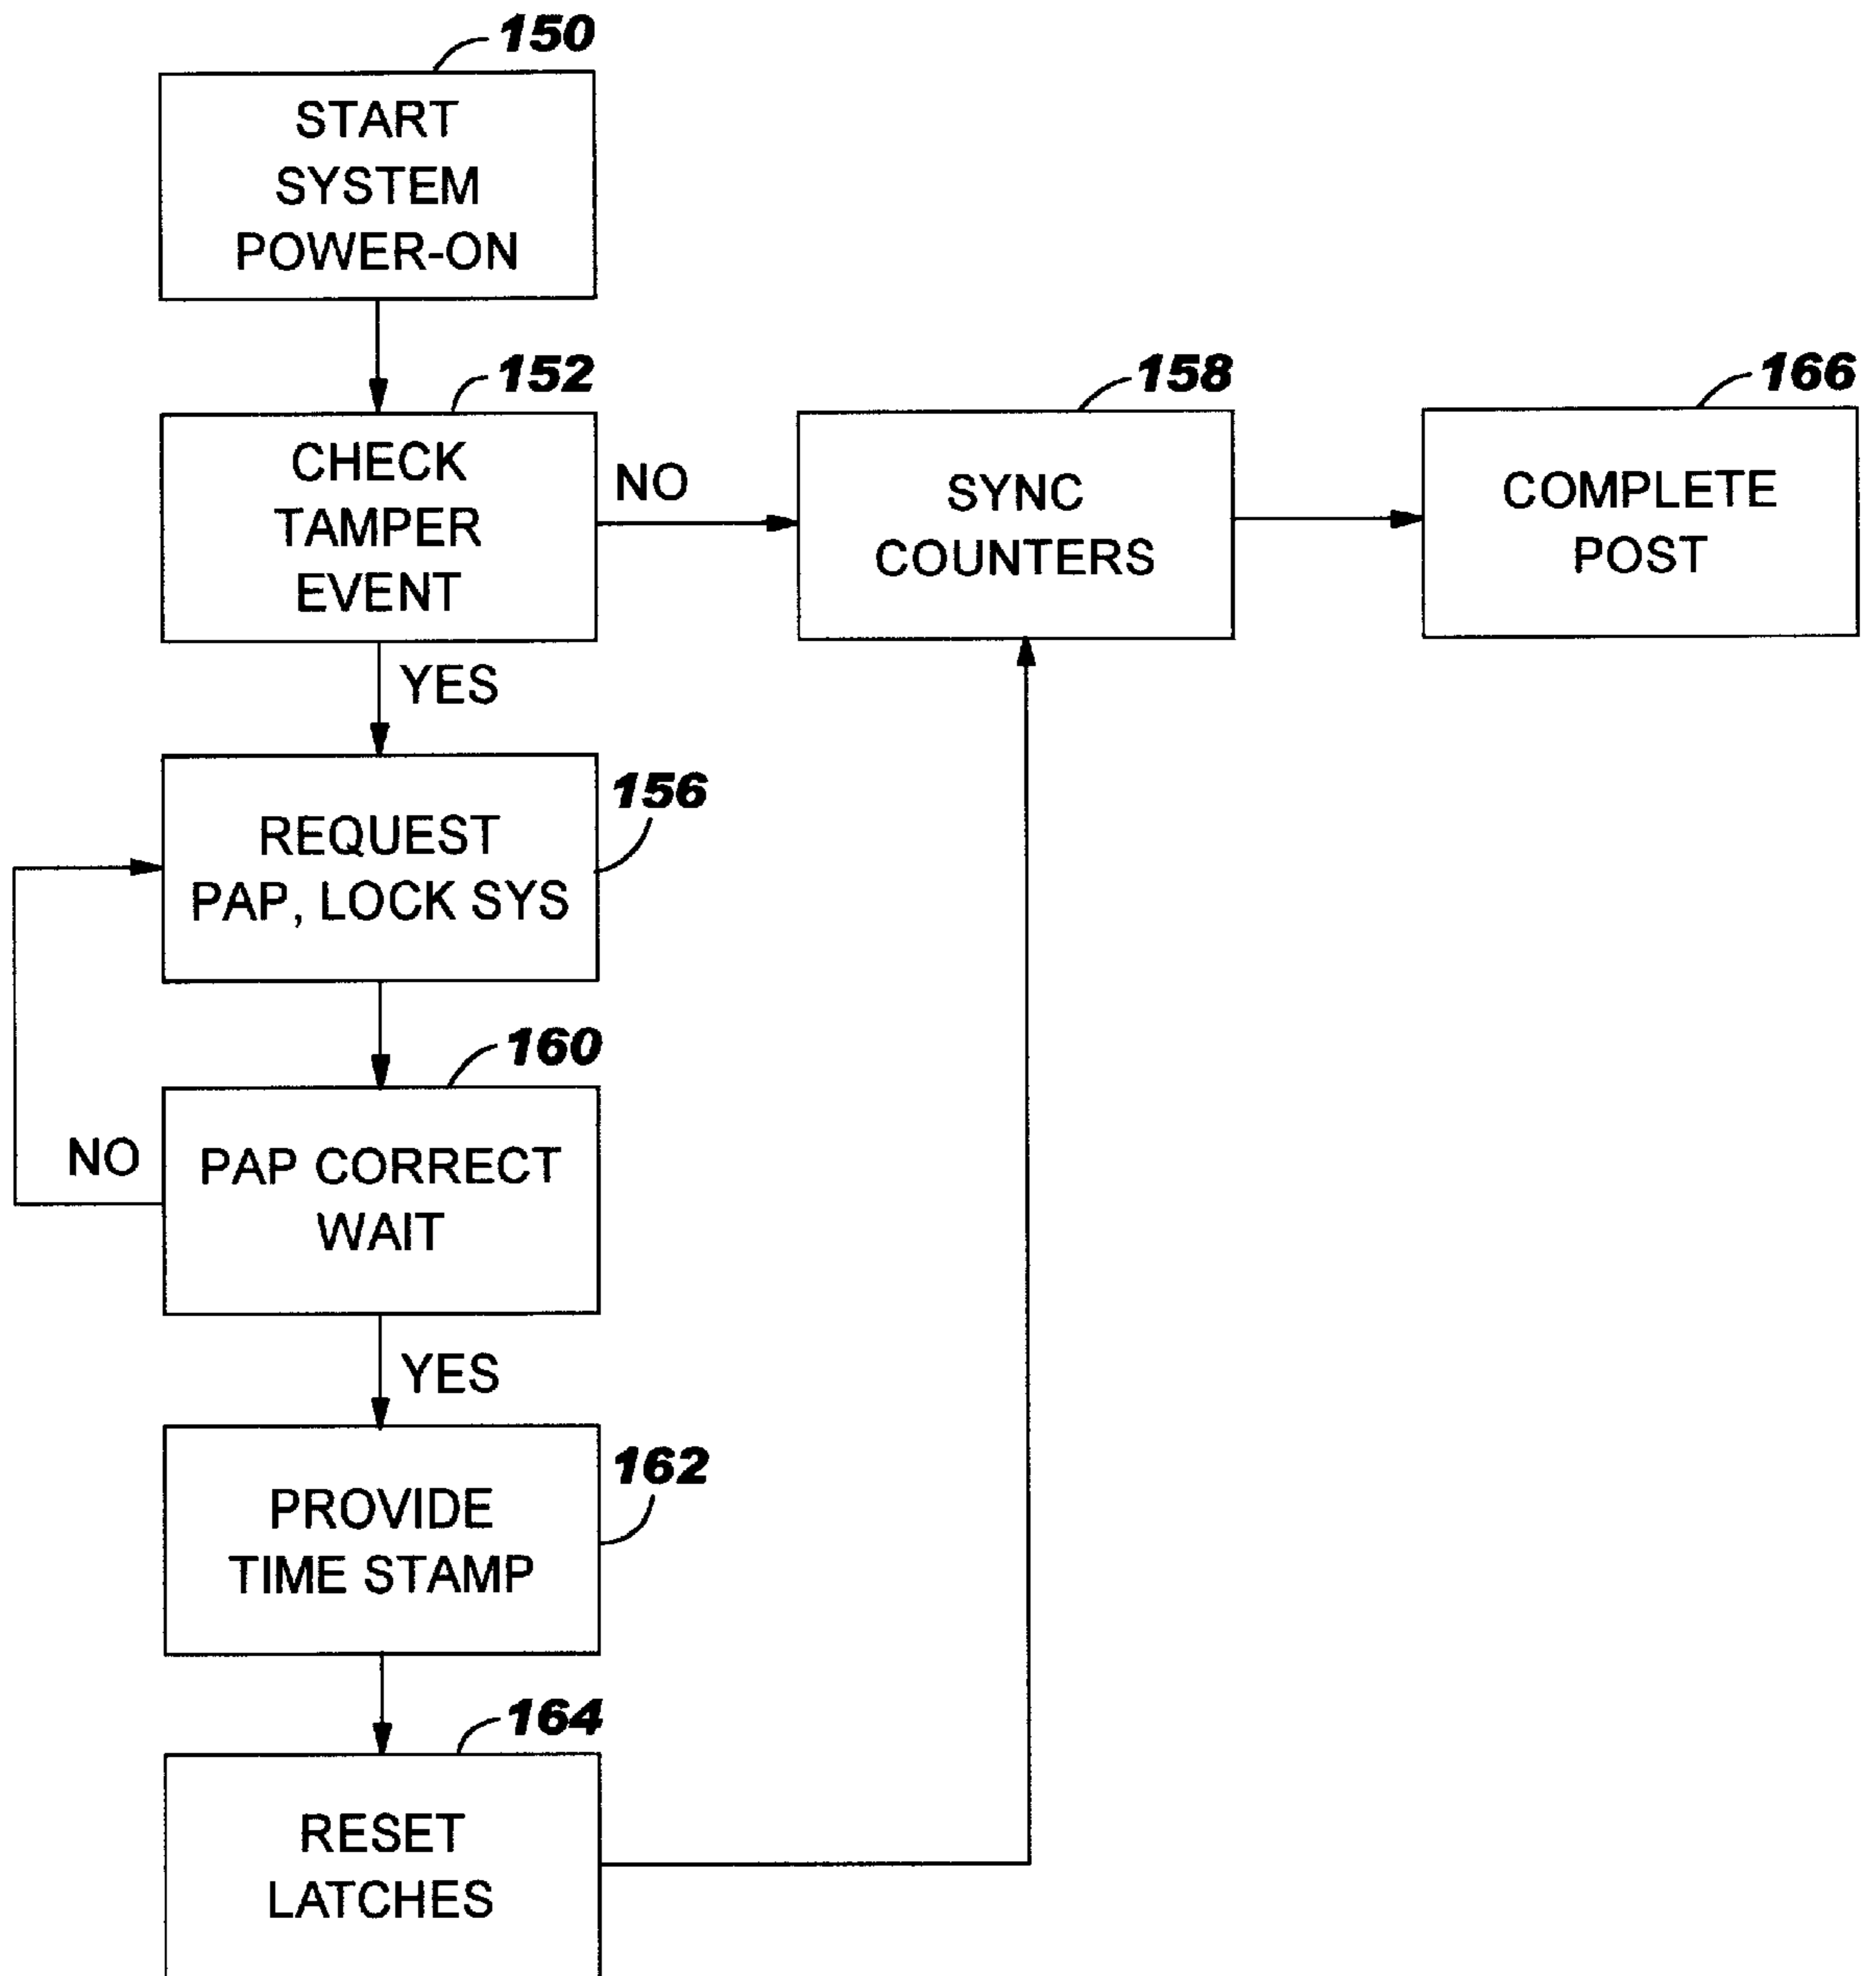 150
START
SYSTEM
POWER-ON
152
CHECK
TAMPER
EVENT
NO
158
SYNC
COUNTERS
166
COMPLETE
POST
YES
156
REQUEST
PAP, LOCK SYS
160
NO
PAP CORRECT
WAIT
YES
162
PROVIDE
TIME STAMP
164
RESET
LATCHES